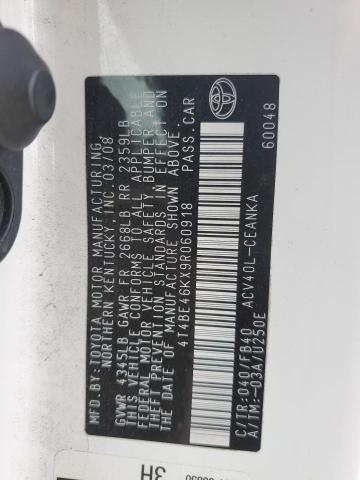 MFD.BY:TOYOTA MOTOR MANUFACTURING,
NORTHERN KENTUCKY, INC. 03/08
GVWR 4345LB GAWR FR 2668LB RR 2359LB
THIS VEHICLE CONFORMS TO ALL APPLICABLE
FEDERAL MOTOR VEHICLE SAFETY, BUMPER, AND
THEFT PREVENTION STANDARDS IN EFFECT ON
THE DATE OF MANUFACTURE SHOWN ABOVE.
4T4BE46KX9R060918 PASS.CAR
ACV40L-CEANKA
C/TR:040/FB40
A/TM:-03A/U250E
60048
3H